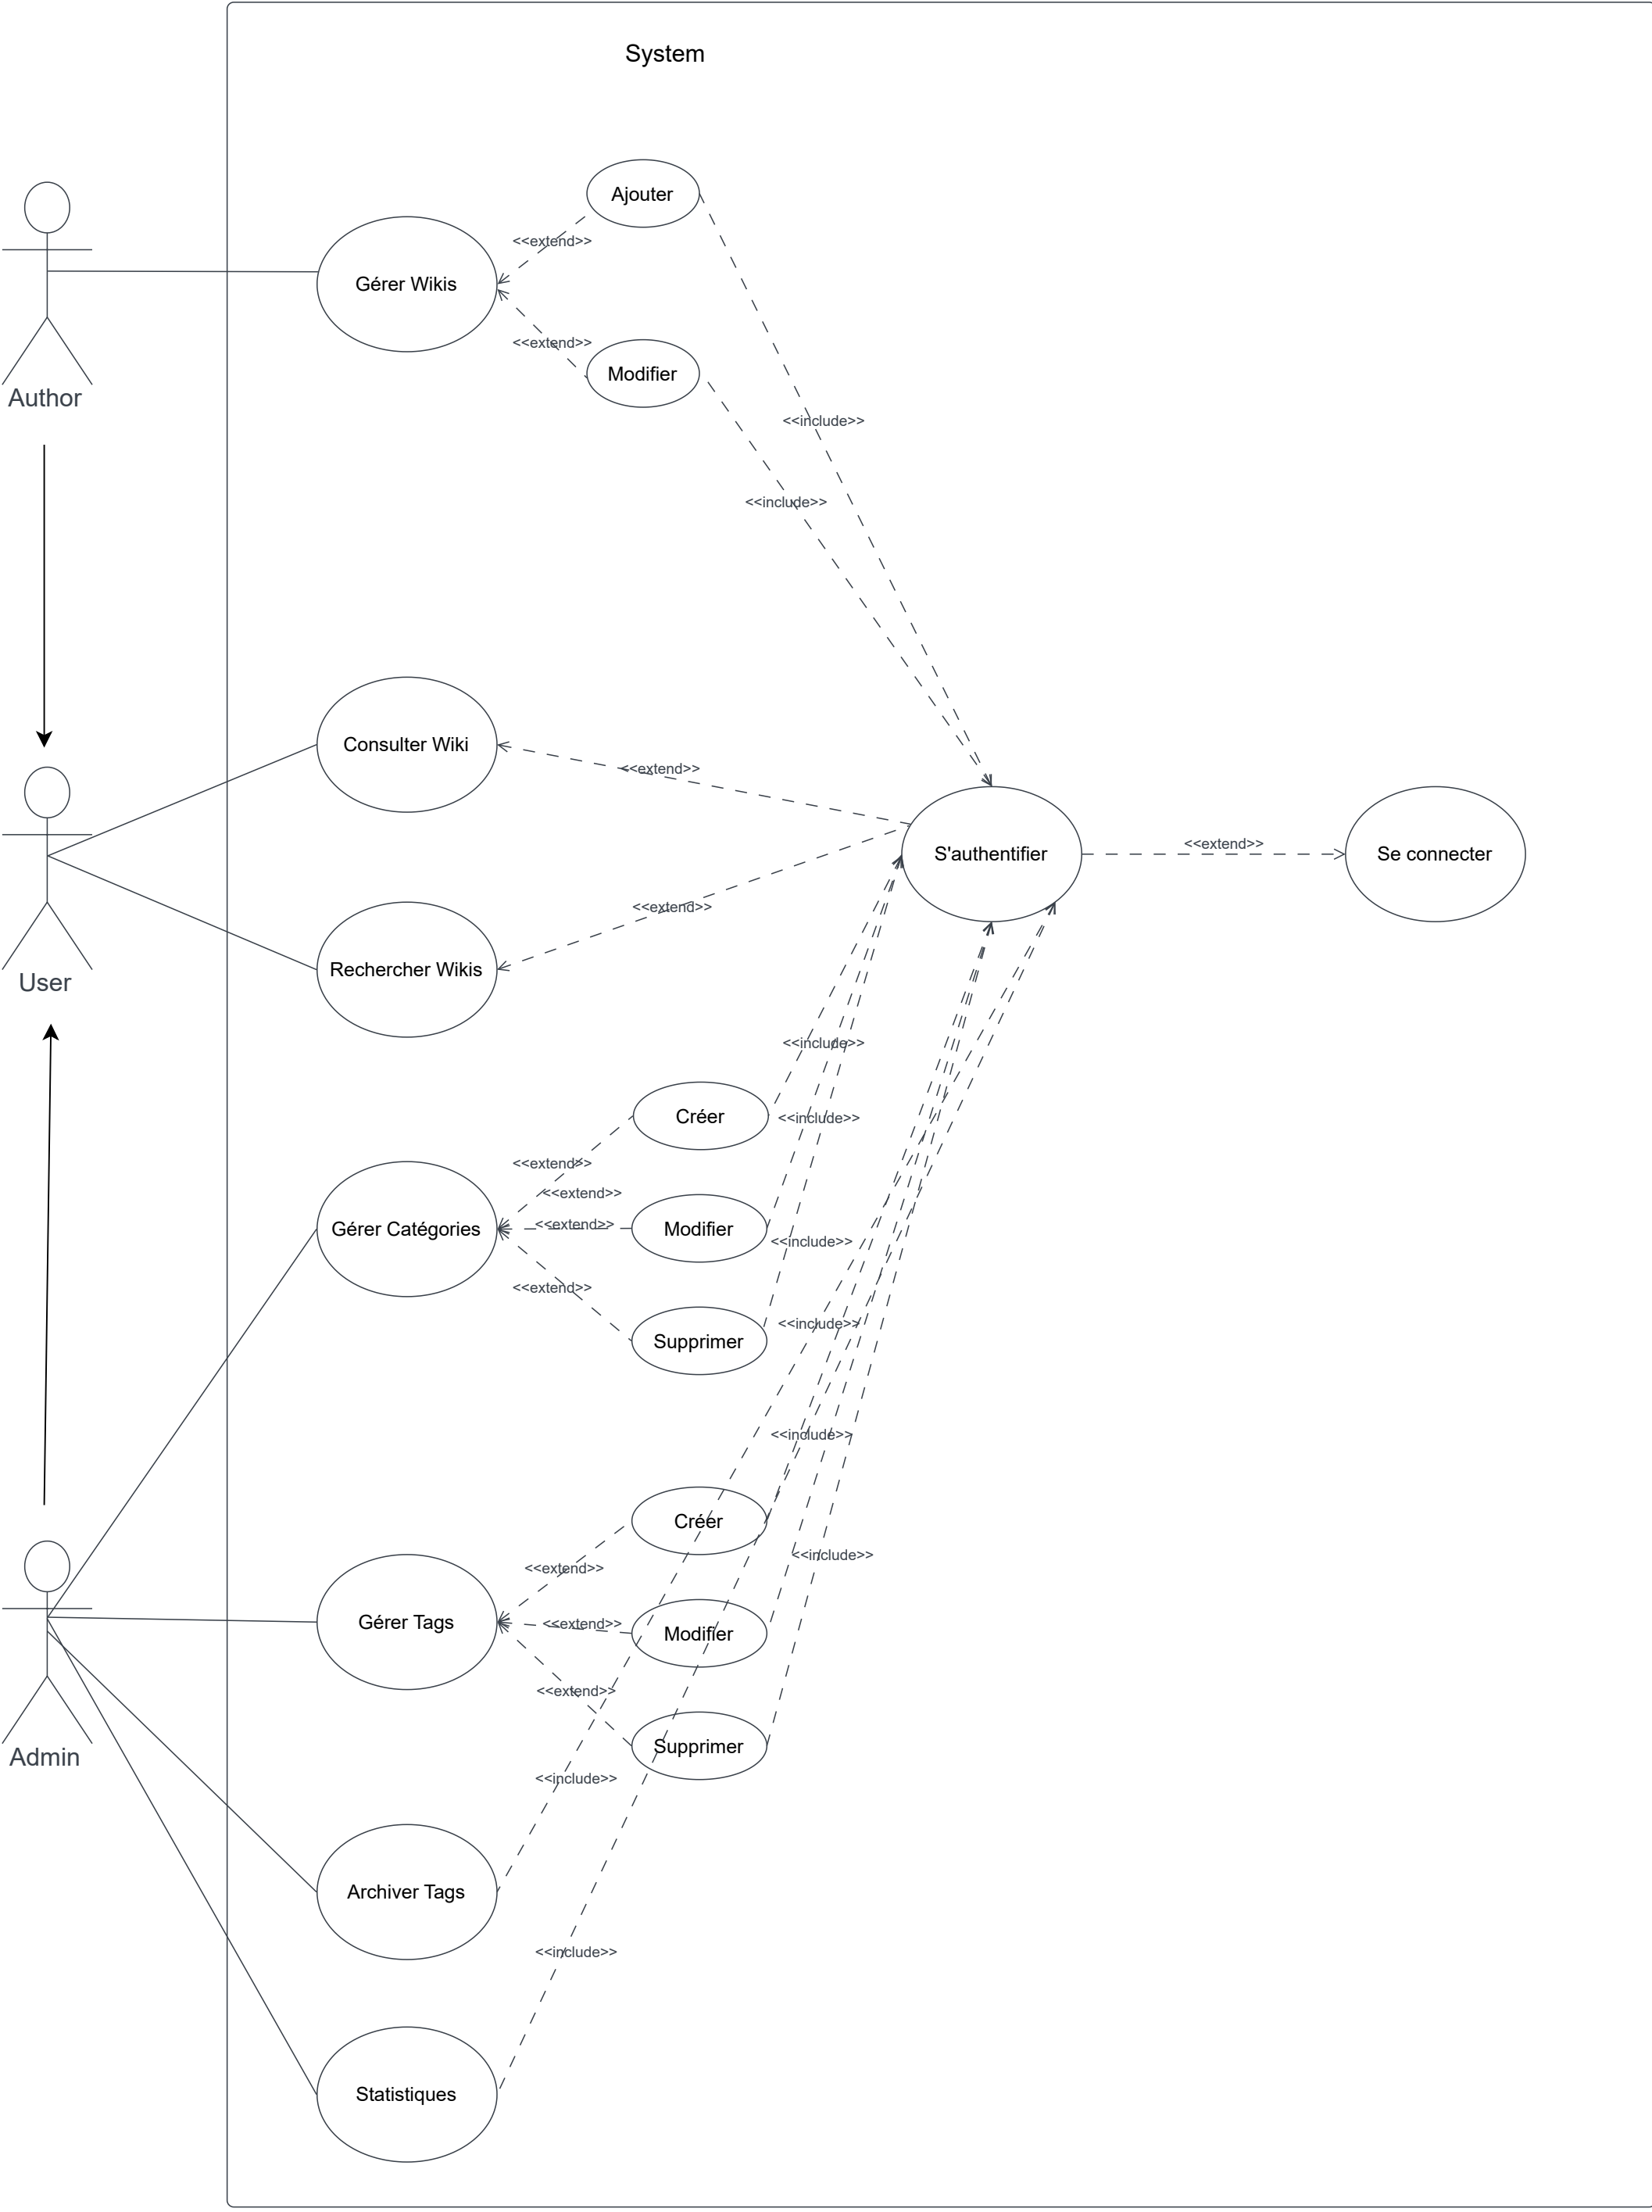 System
Ajouter
<<extend>>
Gérer Wikis
<<extend>>
Modifier
Author
<<include>>
<<include>>
Consulter Wiki
<<extend>>
<<extend>>
S'authentifier
Se connecter
<<extend>>
Rechercher Wikis
User
<<include>>
Créer
<<include>>
<<extend>>
<<extend>>
<<extend>>
Gérer Catégories
Modifier
<<include>>
<<extend>>
<<include>>
Supprimer
<<include>>
Créer
<<include>>
<<extend>>
Gérer Tags
<<extend>>
Modifier
<<extend>>
Supprimer
Admin
<<include>>
Archiver Tags
<<include>>
Statistiques